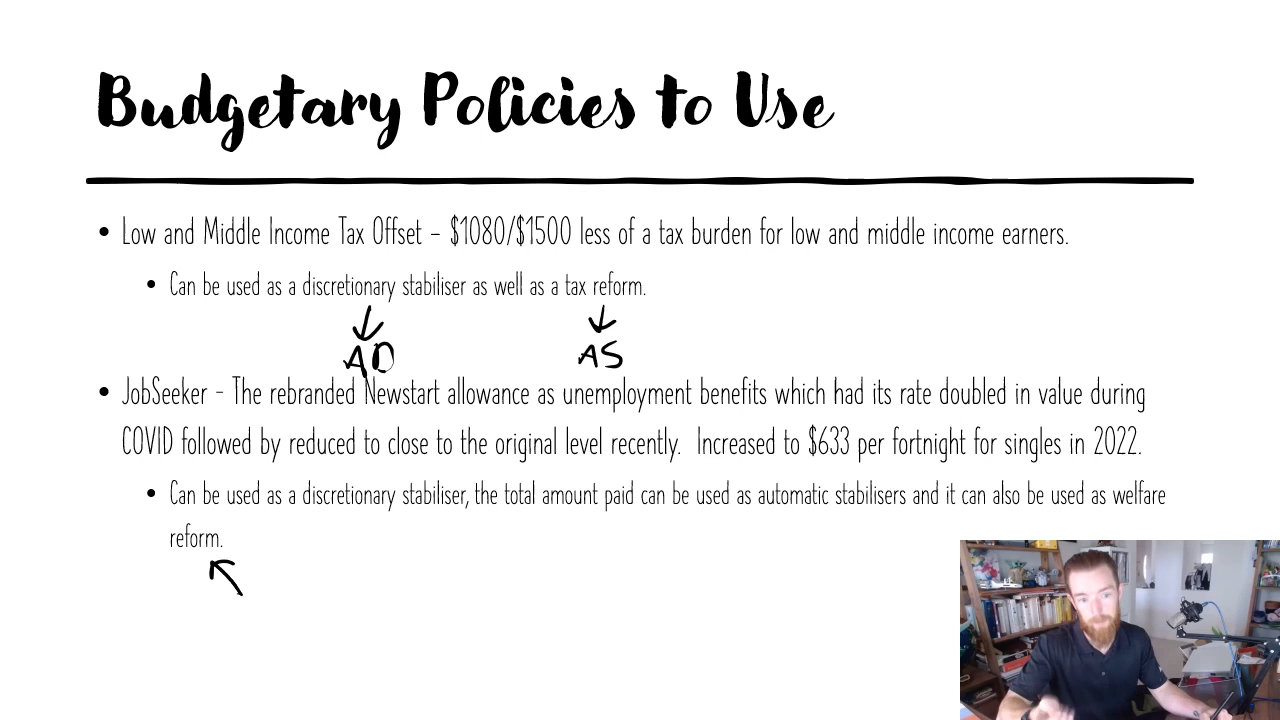 Budgetary Policies to Use
• Low and Middle Income Tax Offset – $1080/$1500 less of a tax burden for low and middle income earners.
• Can be used as a discretionary stabiliser as well as a tax reform.
AD AS
• JobSeeker - The rebranded Newstart allowance as unemployment benefits which had its rate doubled in value during
COVID followed by reduced to close to the original level recently. Increased to $633 per fortnight for singles in 2022.
• Can be used as a discretionary stabiliser, the total amount paid can be used as automatic stabilisers and it can also be used as welfare
reform.